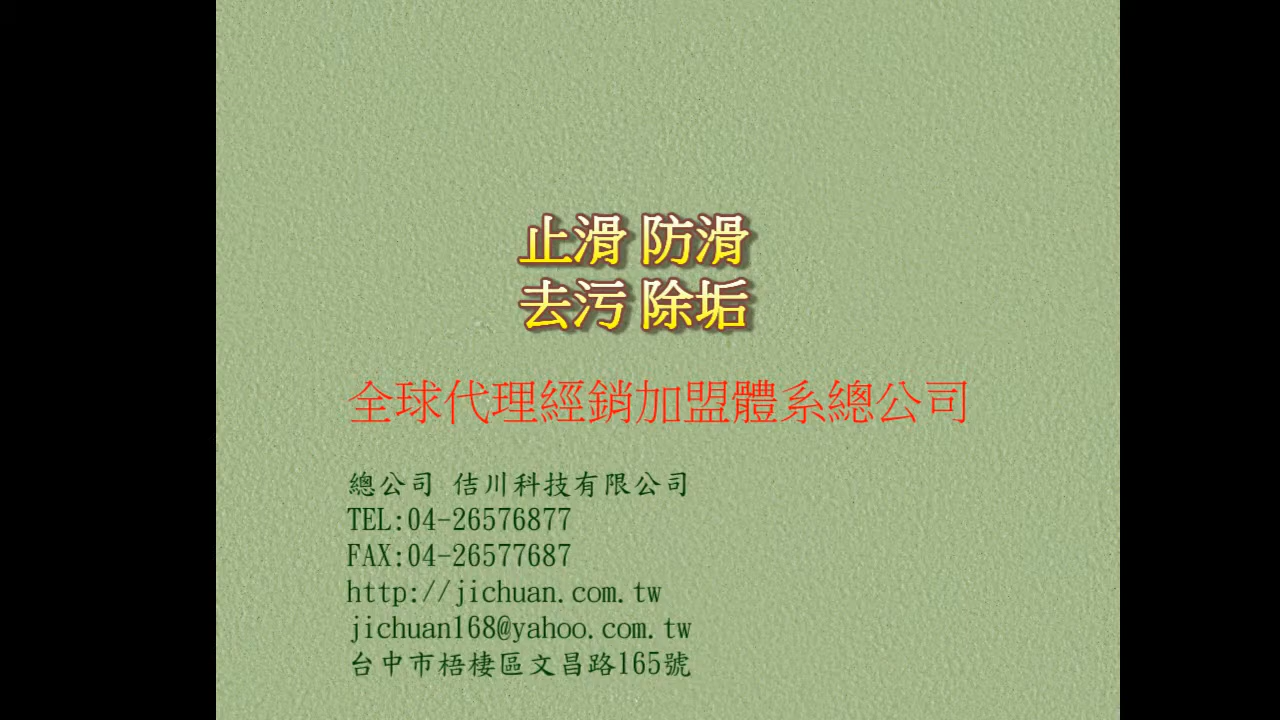 止滑 防滑
去污 除垢
全球代理經銷加盟體系總公司
總公司 佶川科技有限公司
TEL:04-26576877
FAX:04-26577687
http://jichuan.com.tw
jichuan168@yahoo.com.tw
台中市梧棲區文昌路165號